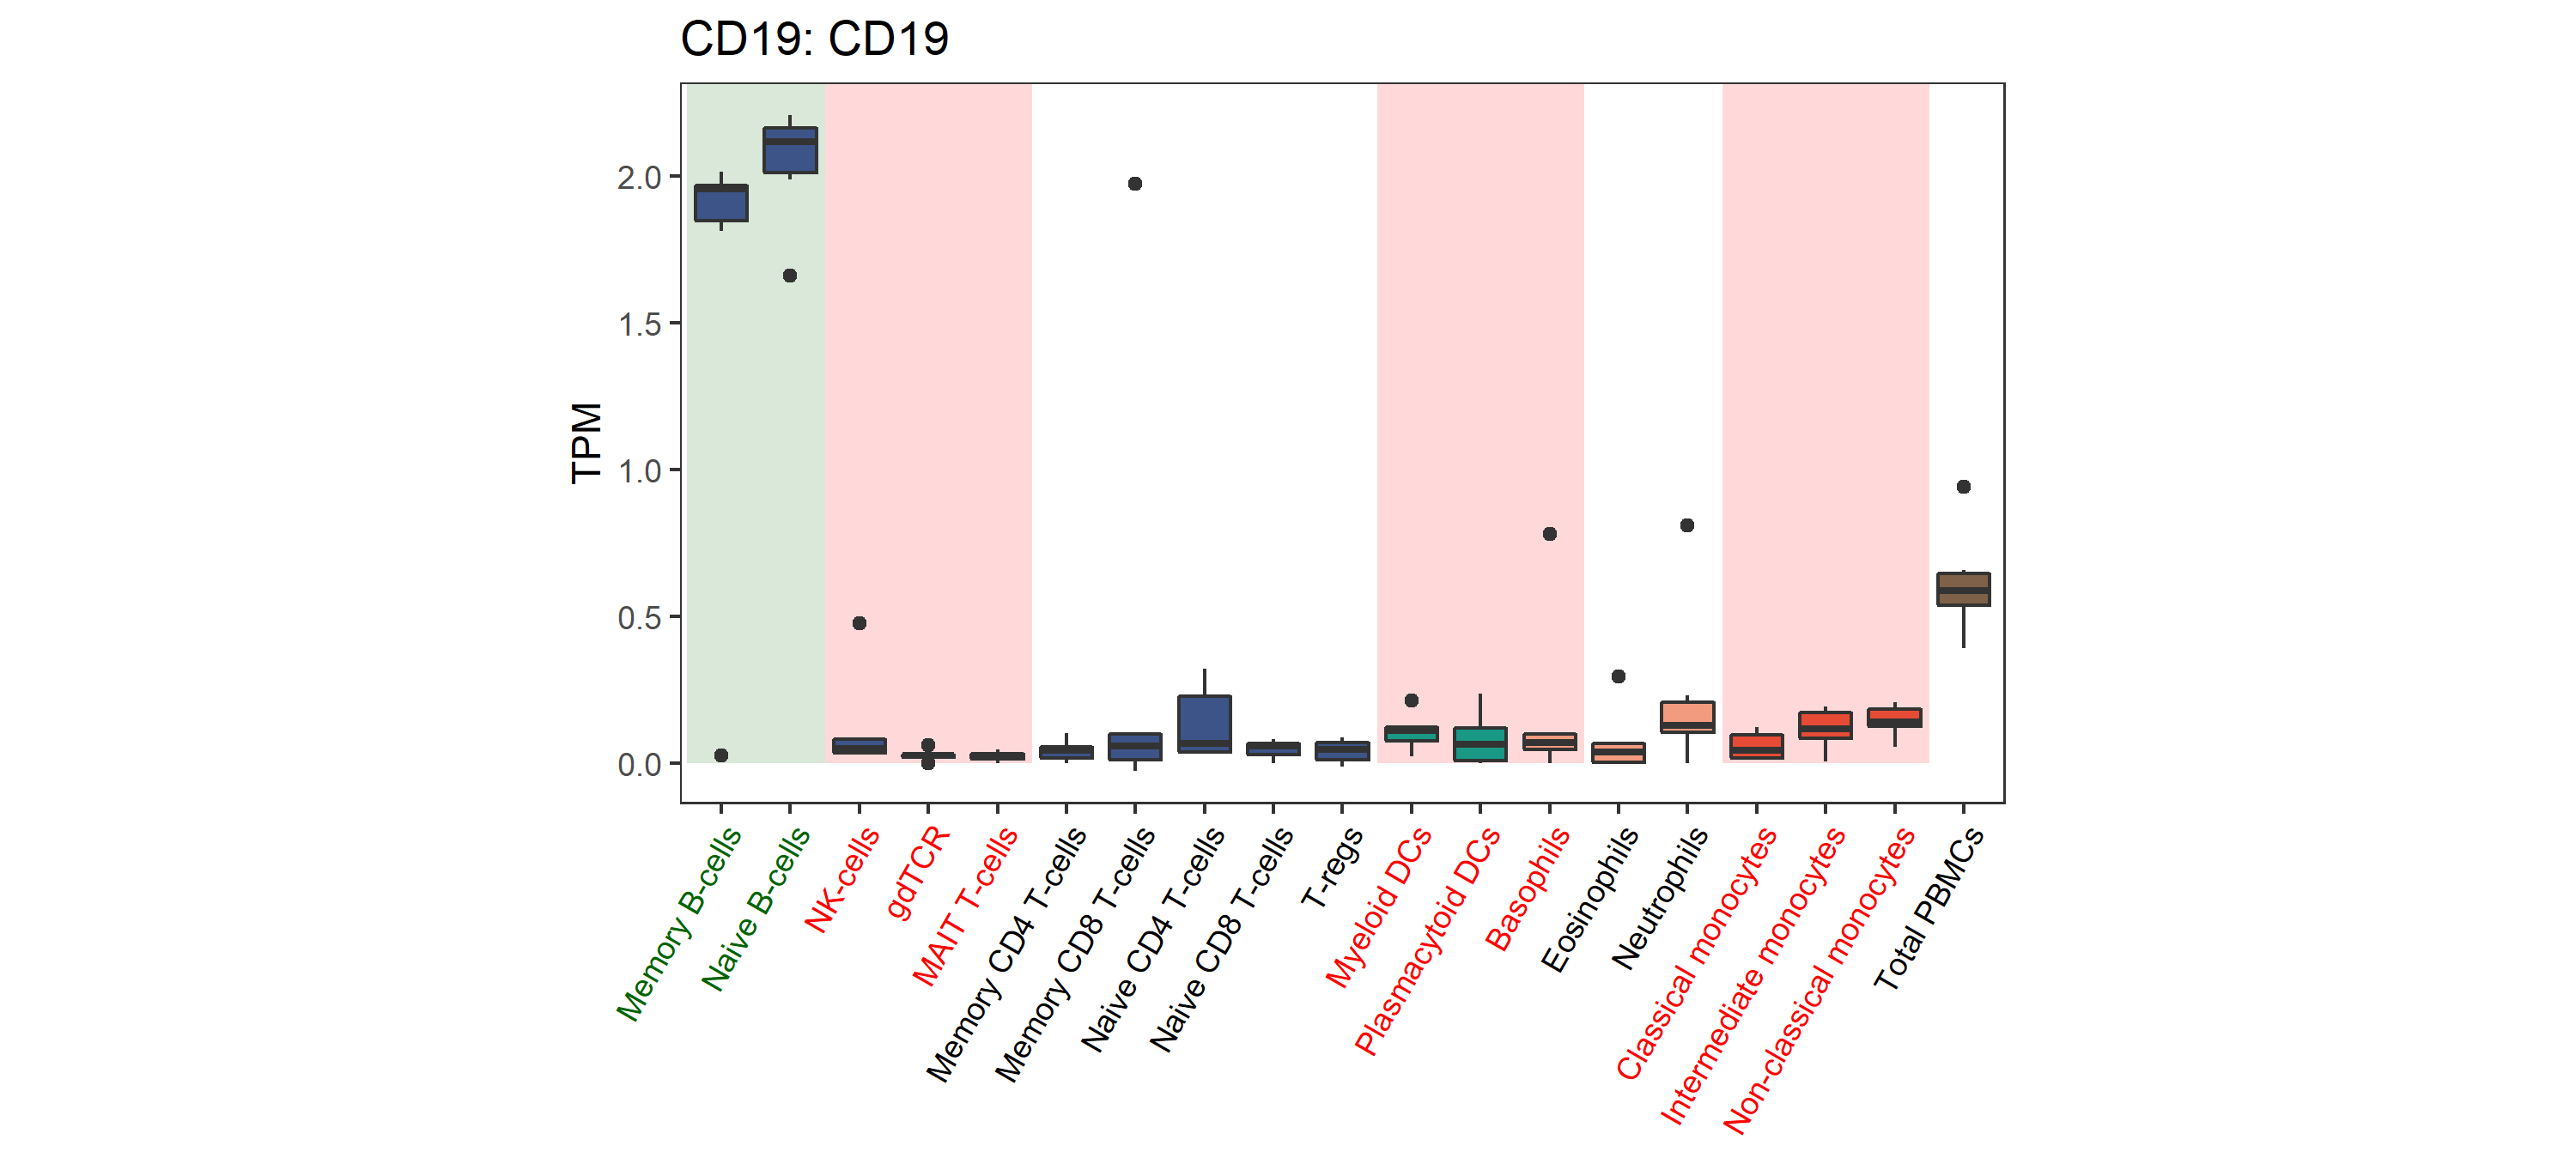 CD19: CD19
TPM
2.0
1.5
1.0
0.5
0.0
Memory B-cells
Naive B-cells
NK-cells
gdTCR
MAIT T-cells
Memory CD4 T-cells
Memory CD8 T-cells
Naive CD4 T-cells
Naive CD8 T-cells
T-regs
Myeloid DCs
Plasmacytoid DCs
Basophils
Eosinophils
Neutrophils
Classical monocytes
Intermediate monocytes
Non-classical monocytes
Total PBMCs